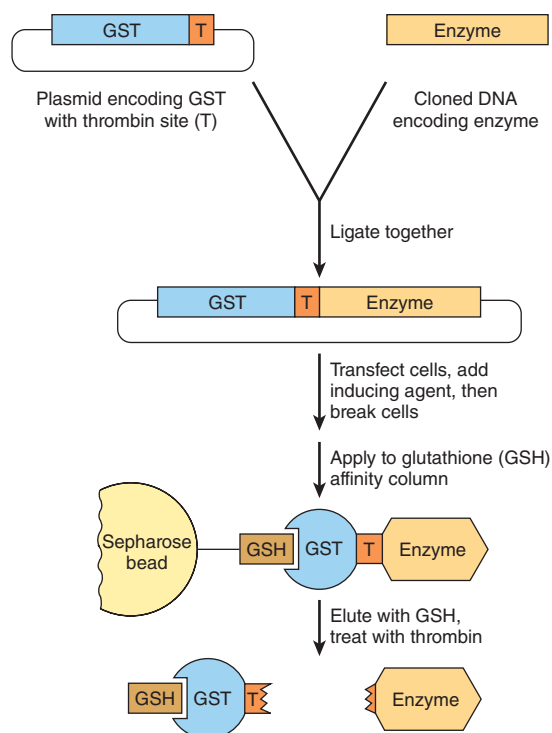 GST
T
Enzyme
Plasmid encoding GST
with thrombin site (T)
Cloned DNA
encoding enzyme
Ligate together
GST
T
Enzyme
Transfect cells, add
inducing agent, then
break cells
Apply to glutathione (GSH)
affinity column
Sepharose
bead
GSH
GST
T
Enzyme
Elute with GSH,
treat with thrombin
GSH
GST
T
Enzyme